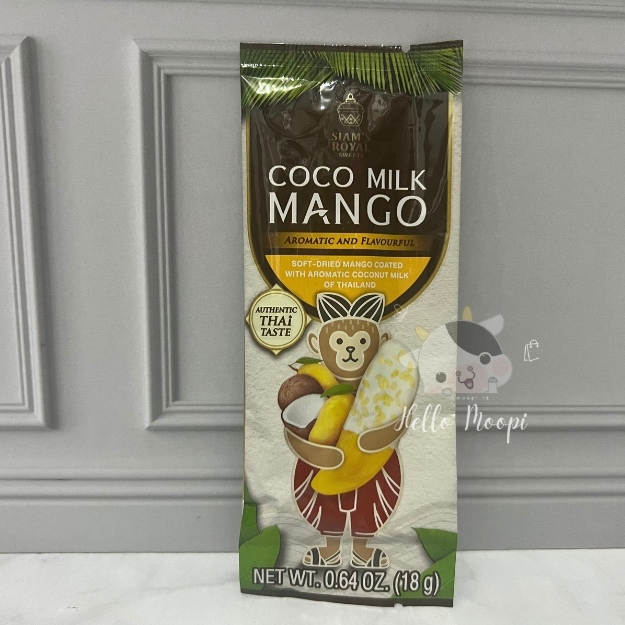 SIAM'S
ROYAL
SWEETS
COCO MILK
MANGO
AROMATIC AND FLAVOURFUL
SOFT-DRIED MANGO COATED
WITH AROMATIC COCONUT MILK
OF THAILAND
AUTHENTIC
THAI
TASTE
Hello Moopi
NET WT. 0.64 OZ. (18 g)